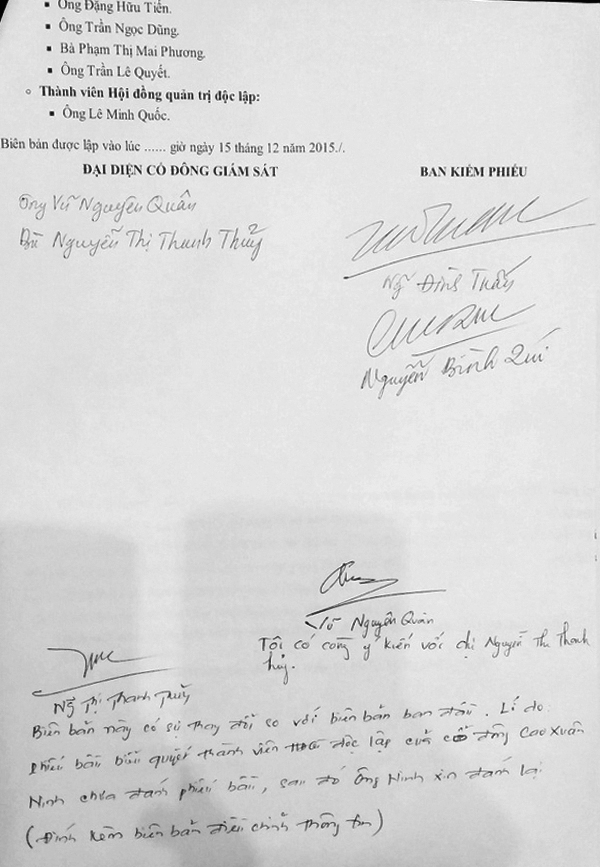 ▪ Ông Đặng Hữu Tiến.
▪ Ông Trần Ngọc Dũng.
▪ Bà Phạm Thị Mai Phương.
▪ Ông Trần Lê Quyết.
○ Thành viên Hội đồng quản trị độc lập:
▪ Ông Lê Minh Quốc.
Biên bản được lập vào lúc ...... giờ ngày 15 tháng 12 năm 2015./.
ĐẠI DIỆN CỔ ĐÔNG GIÁM SÁT
BAN KIỂM PHIẾU
Ông Vũ Nguyên Quân
Bà Nguyễn Thị Thanh Thủy
Ng Đình Thấy
Nguyễn Bình Quí
Vũ Nguyên Quân
Tôi có cùng ý kiến với chị Nguyễn Thị Thanh
Thủy.
Ng Thị Thanh Thủy
Biên bản này có sự thay đổi so với biên bản ban đầu. Lí do:
phiếu bầu biểu quyết thành viên độc lập của cổ đông Cao Xuân
Ninh chưa đánh phiếu bầu, sau đó Ông Ninh xin đánh lại
(Đính kèm biên bản điều chỉnh thông tin)